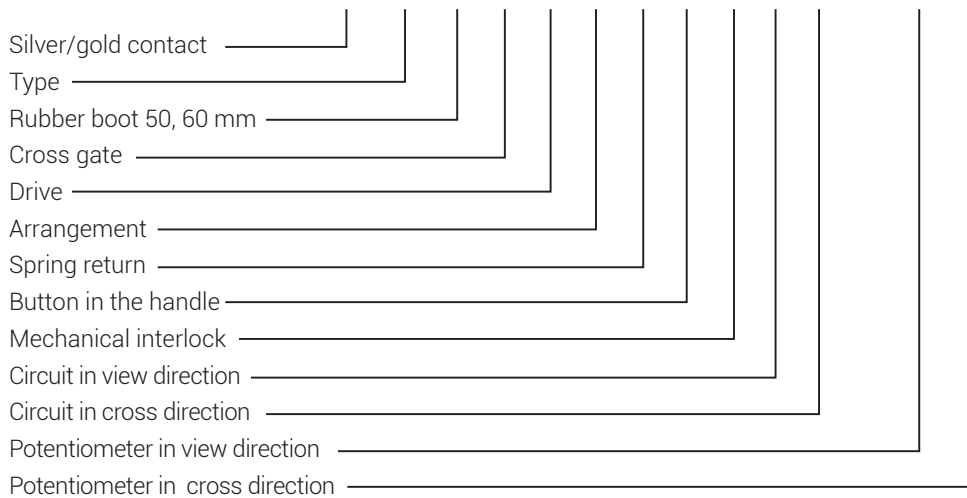 Silver/gold contact
Type
Rubber boot 50, 60 mm
Cross gate
Drive
Arrangement
Spring return
Button in the handle
Mechanical interlock
Circuit in view direction
Circuit in cross direction
Potentiometer in view direction
Potentiometer in cross direction